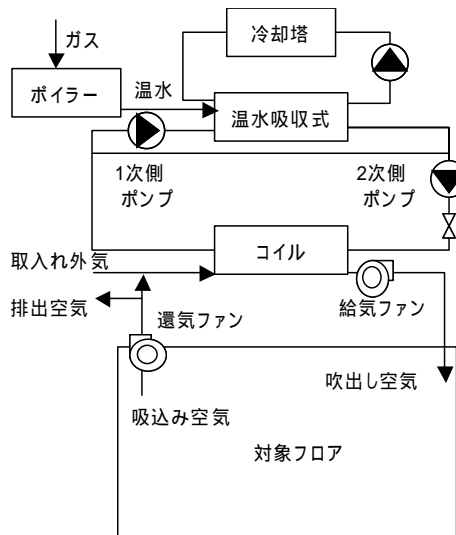 ガス
冷却塔
ボイラー
温水
温水吸収式
1次側
ポンプ
2次側
ポンプ
コイル
取入れ外気
排出空気
還気ファン
給気ファン
吹出し空気
吸込み空気
対象フロア